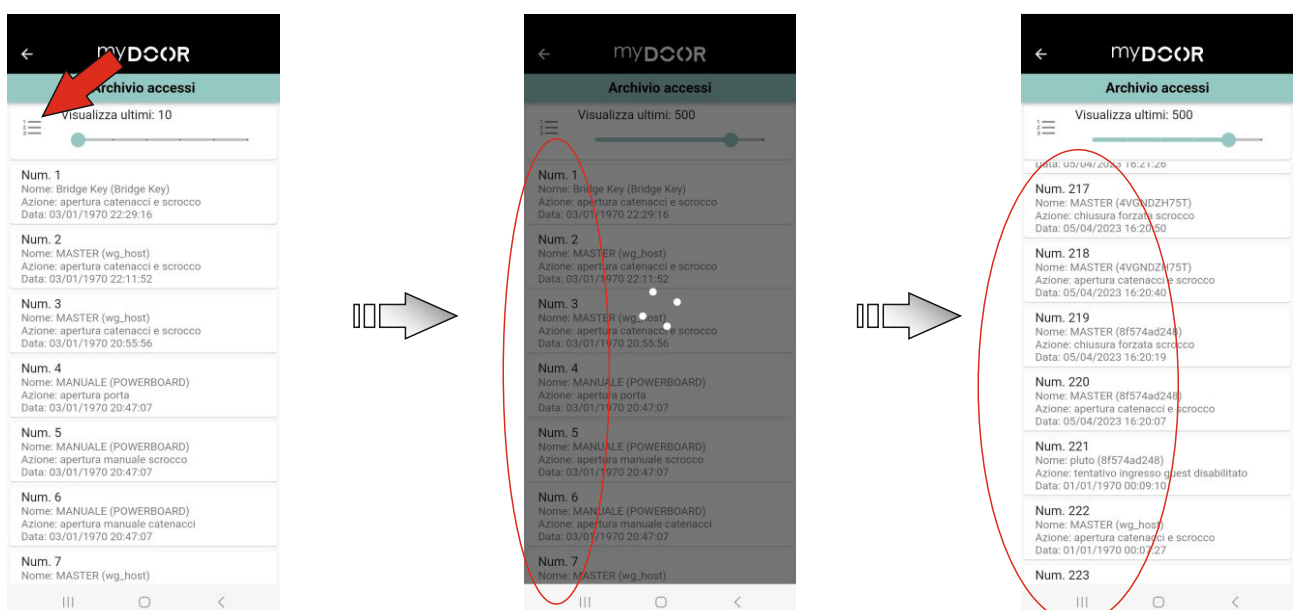 myDOOR
Archivio accessi
Visualizza ultimi: 10
Num. 1
Nome: Bridge Key (Bridge Key)
Azione: apertura catenacci e scrocco
Data: 03/01/1970 22:29:16
Num. 2
Nome: MASTER (wg_host)
Azione: apertura catenacci e scrocco
Data: 03/01/1970 22:11:52
Num. 3
Nome: MASTER (wg_host)
Azione: apertura catenacci e scrocco
Data: 03/01/1970 20:55:56
Num. 4
Nome: MANUALE (POWERBOARD)
Azione: apertura porta
Data: 03/01/1970 20:47:07
Num. 5
Nome: MANUALE (POWERBOARD)
Azione: apertura manuale scrocco
Data: 03/01/1970 20:47:07
Num. 6
Nome: MANUALE (POWERBOARD)
Azione: apertura manuale catenacci
Data: 03/01/1970 20:47:07
Num. 7
Nome: MASTER (wg_host)
myDOOR
Archivio accessi
Visualizza ultimi: 500
Num. 1
Nome: Bridge Key (Bridge Key)
Azione: apertura catenacci e scrocco
Data: 03/01/1970 22:29:16
Num. 2
Nome: MASTER (wg_host)
Azione: apertura catenacci e scrocco
Data: 03/01/1970 22:11:52
Num. 3
Nome: MASTER (wg_host)
Azione: apertura catenacci e scrocco
Data: 03/01/1970 20:55:56
Num. 4
Nome: MANUALE (POWERBOARD)
Azione: apertura porta
Data: 03/01/1970 20:47:07
Num. 5
Nome: MANUALE (POWERBOARD)
Azione: apertura manuale scrocco
Data: 03/01/1970 20:47:07
Num. 6
Nome: MANUALE (POWERBOARD)
Azione: apertura manuale catenacci
Data: 03/01/1970 20:47:07
Num. 7
Nome: MASTER (wg_host)
myDOOR
Archivio accessi
Visualizza ultimi: 500
Data: 05/04/2023 16:21:26
Num. 217
Nome: MASTER (4VGNDZH75T)
Azione: chiusura forzata scrocco
Data: 05/04/2023 16:20:50
Num. 218
Nome: MASTER (4VGNDZH75T)
Azione: apertura catenacci e scrocco
Data: 05/04/2023 16:20:40
Num. 219
Nome: MASTER (8f574ad248)
Azione: chiusura forzata scrocco
Data: 05/04/2023 16:20:19
Num. 220
Nome: MASTER (8f574ad248)
Azione: apertura catenacci e scrocco
Data: 05/04/2023 16:20:07
Num. 221
Nome: pluto (8f574ad248)
Azione: tentativo ingresso guest disabilitato
Data: 01/01/1970 00:09:10
Num. 222
Nome: MASTER (wg_host)
Azione: apertura catenacci e scrocco
Data: 01/01/1970 00:07:27
Num. 223